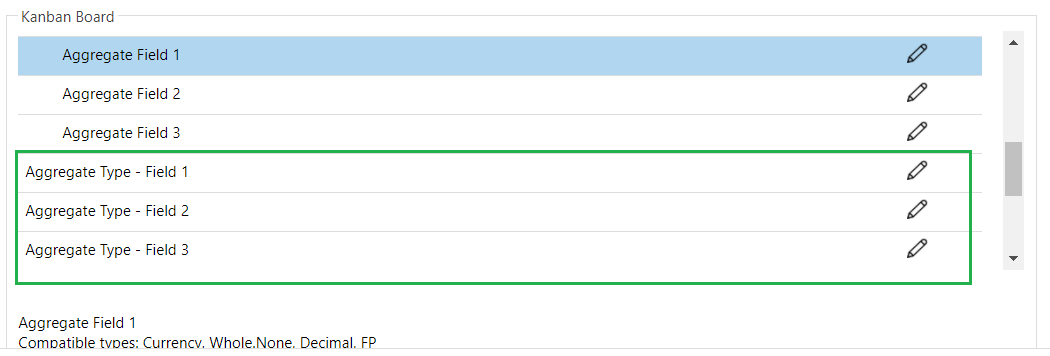 Kanban Board
Aggregate Field 1
Aggregate Field 2
Aggregate Field 3
Aggregate Type - Field 1
Aggregate Type - Field 2
Aggregate Type - Field 3
Aggregate Field 1
Compatible types: Currency, Whole.None, Decimal, FP